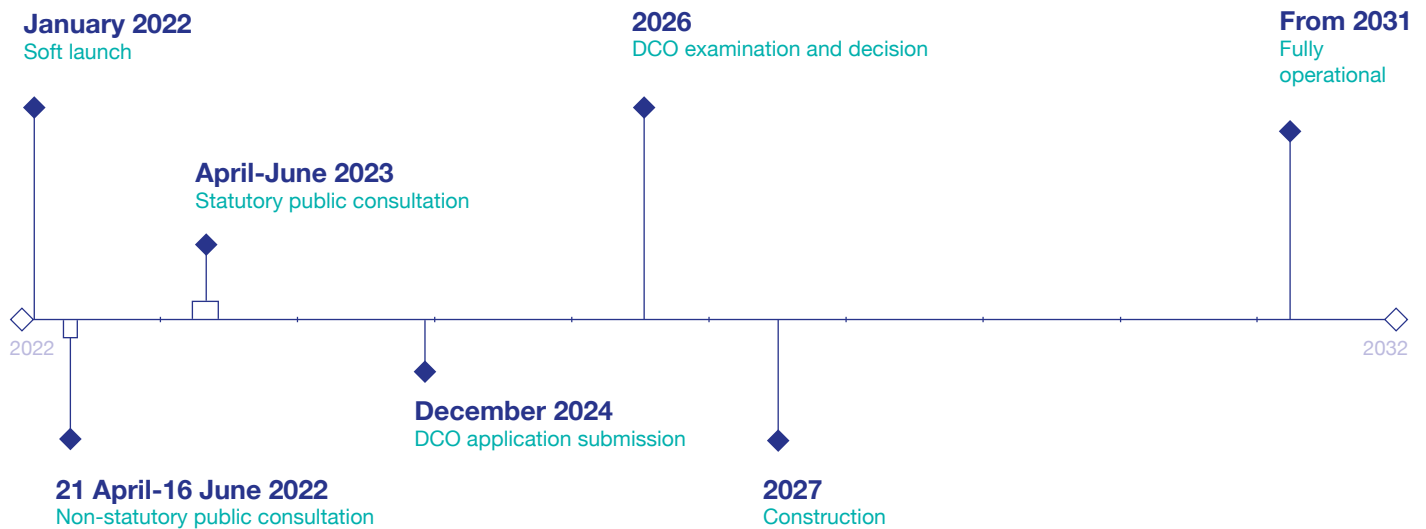 January 2022
Soft launch
2026
DCO examination and decision
From 2031
Fully
operational
April-June 2023
Statutory public consultation
2022
2032
December 2024
DCO application submission
21 April-16 June 2022
Non-statutory public consultation
2027
Construction